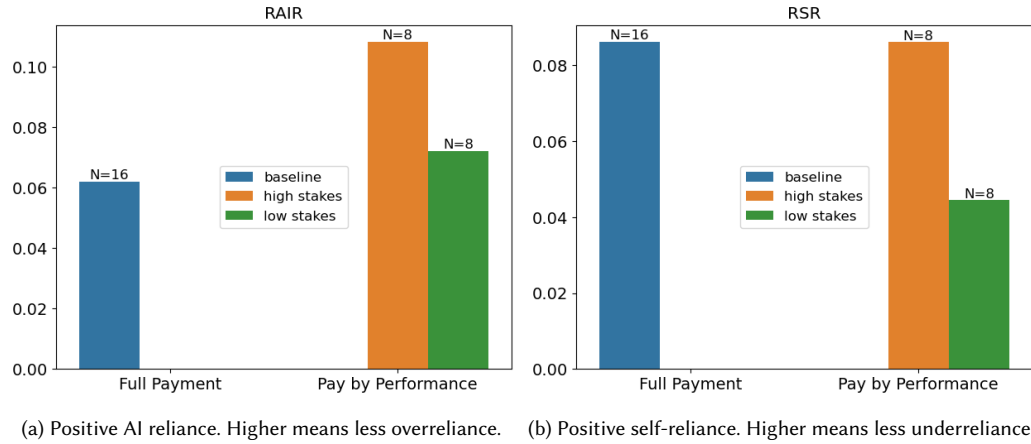 RAIR
0.10
0.08
0.06
0.04
0.02
0.00
N=16
N=8
N=8
baseline
high stakes
low stakes
Full Payment
Pay by Performance
(a) Positive AI reliance. Higher means less overreliance.
RSR
0.08
0.06
0.04
0.02
0.00
N=16
N=8
N=8
baseline
high stakes
low stakes
Full Payment
Pay by Performance
(b) Positive self-reliance. Higher means less underreliance